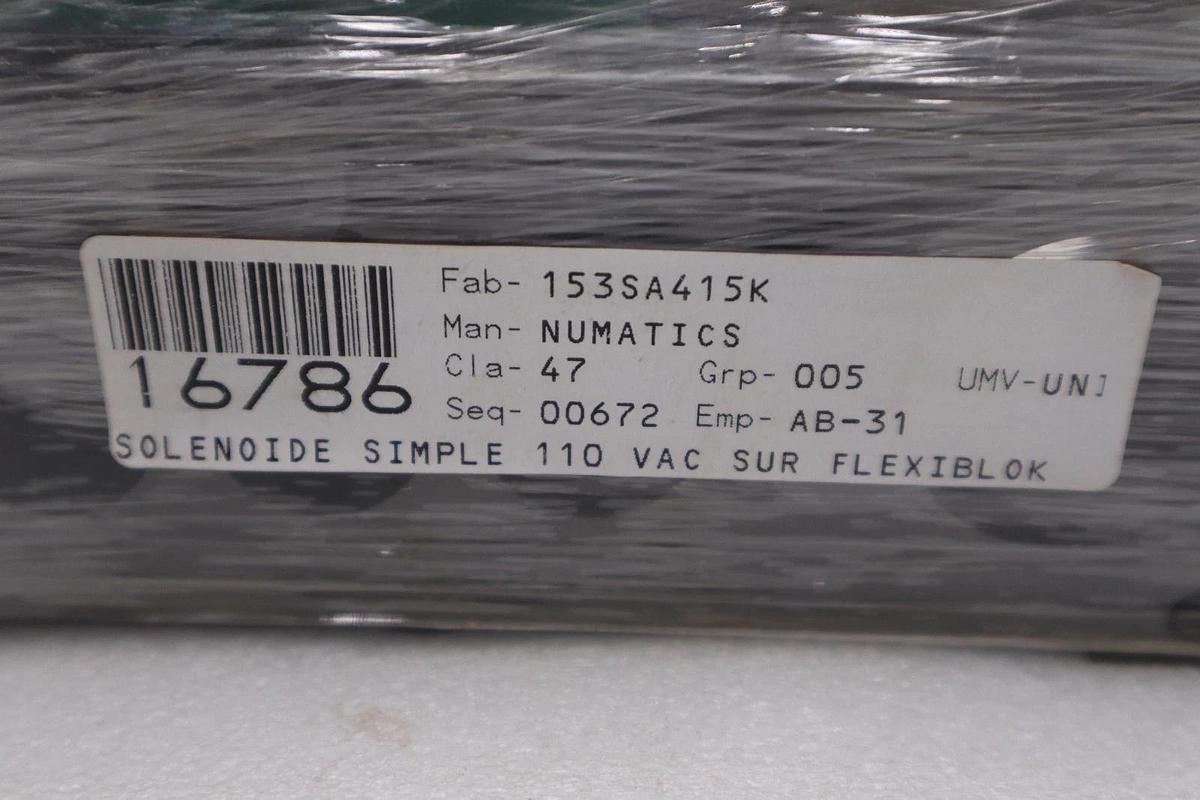 Fab- 153SA415K
Man- NUMATICS
Cla- 47 Grp- 005 UMV-UNI
16786
Seq- 00672 Emp- AB-31
SOLENOIDE SIMPLE 110 VAC SUR FLEXIBLOK